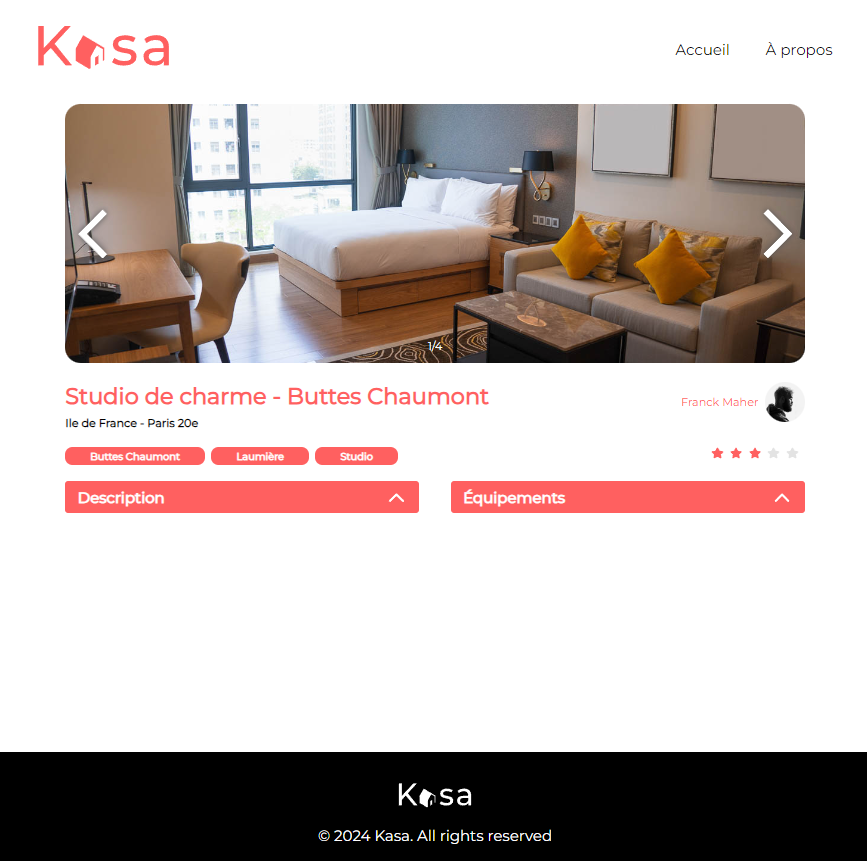 Kasa
Accueil À propos
1/4
Studio de charme - Buttes Chaumont
Franck Maher
Ile de France - Paris 20e
Buttes Chaumont Laumière Studio
Description Équipements
Kasa
© 2024 Kasa. All rights reserved